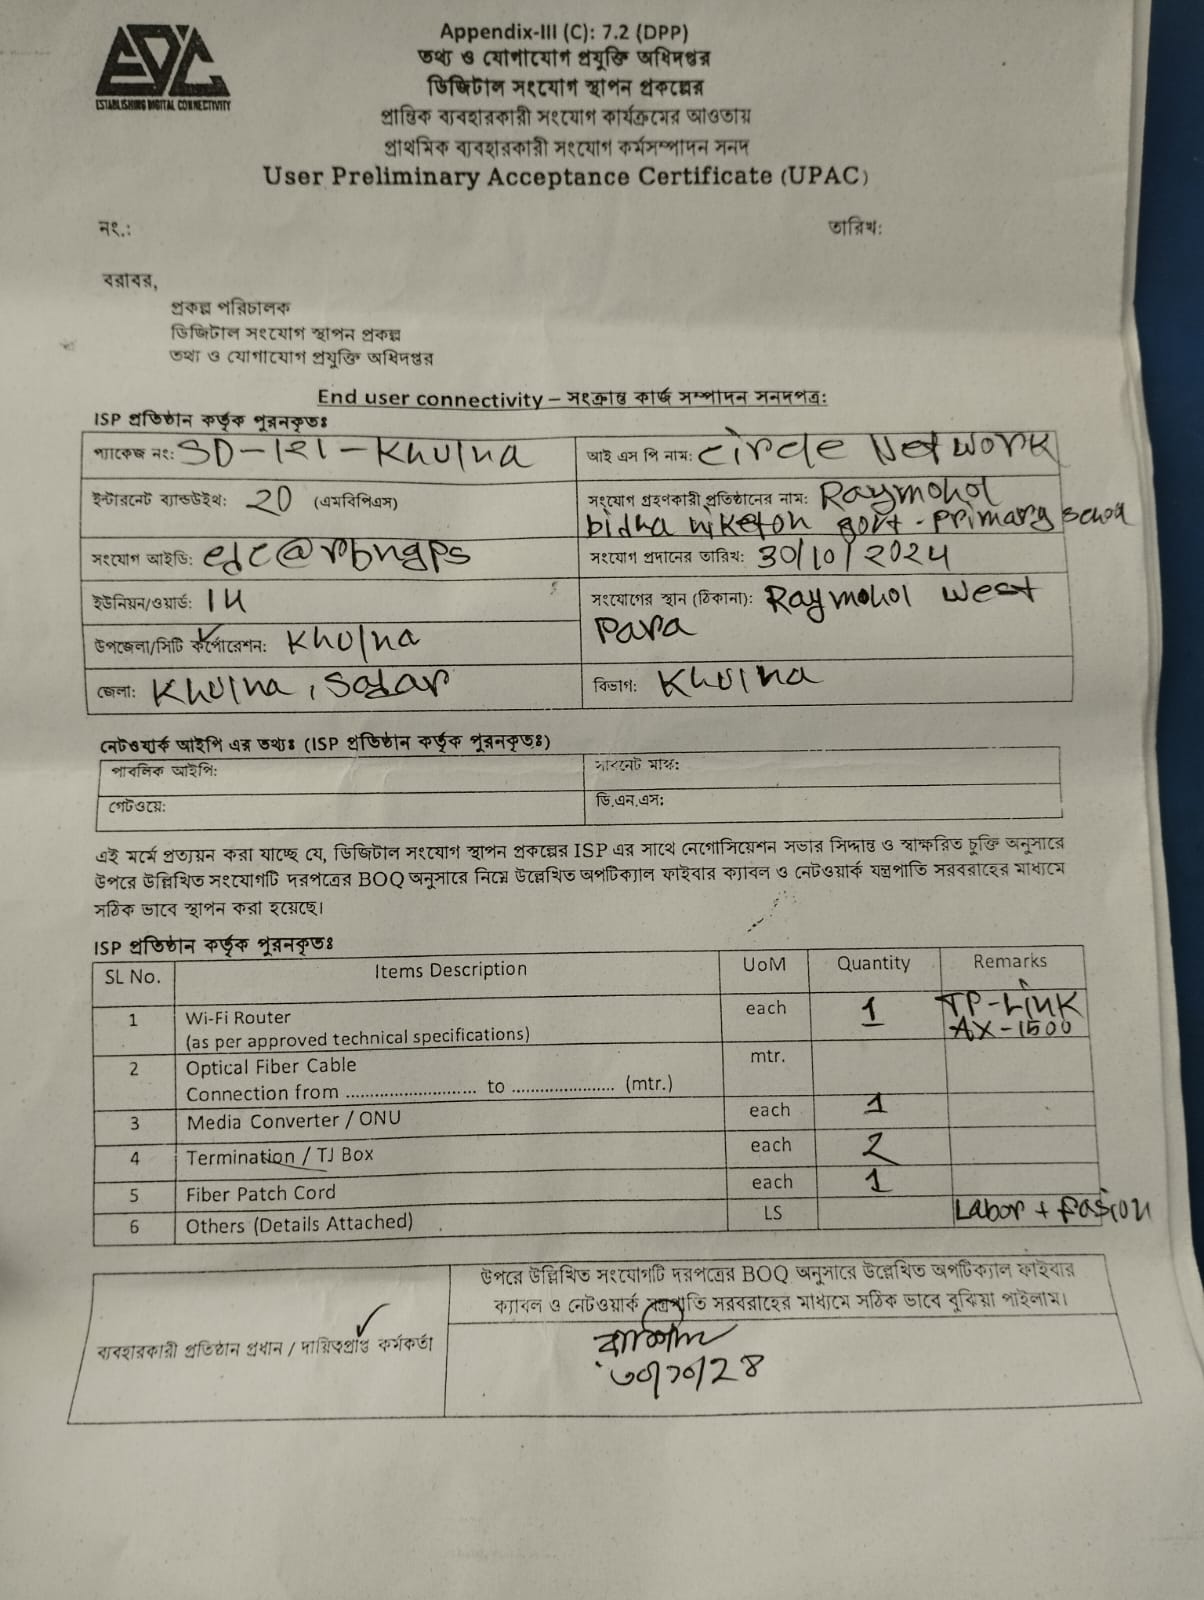 EDC
ESTABLISHING DIGITAL CONNECTIVITY
Appendix-III (C): 7.2 (DPP)
তথ্য ও যোগাযোগ প্রযুক্তি অধিদপ্তর
ডিজিটাল সংযোগ স্থাপন প্রকল্পের
প্রান্তিক ব্যবহারকারী সংযোগ কার্যক্রমের আওতায়
প্রাথমিক ব্যবহারকারী সংযোগ কর্মসম্পাদন সনদ
User Preliminary Acceptance Certificate (UPAC)
নং.: তারিখ:
বরাবর,
প্রকল্প পরিচালক
ডিজিটাল সংযোগ স্থাপন প্রকল্প
তথ্য ও যোগাযোগ প্রযুক্তি অধিদপ্তর
End user connectivity – সংক্রান্ত কার্জ সম্পাদন সনদপত্র:
ISP প্রতিষ্ঠান কর্তৃক পূরনকৃতঃ
প্যাকেজ নং: SD-121-Khulna আই এস পি নাম: Circle Network
ইন্টারনেট ব্যান্ডউইথ: 20 (এমবিপিএস) সংযোগ গ্রহণকারী প্রতিষ্ঠানের নাম: Raymohol
bidha niketon govt-primary
সংযোগ আইডি: edc@rbngps সংযোগ প্রদানের তারিখ: 30/10/2024
ইউনিয়ন/ওয়ার্ড: 14 সংযোগের স্থান (ঠিকানা): Raymohol West
Para
উপজেলা/সিটি কর্পোরেশন: Khulna
জেলা: Khulna, Sadar বিভাগ: Khulna
নেটওয়ার্ক আইপি এর তথ্যঃ (ISP প্রতিষ্ঠান কর্তৃক পূরনকৃতঃ)
পাবলিক আইপি: সাবনেট মাস্ক:
গেটওয়ে: ডি.এন.এস:
এই মর্মে প্রত্যয়ন করা যাচ্ছে যে, ডিজিটাল সংযোগ স্থাপন প্রকল্পের ISP এর সাথে নেগোসিয়েশন সভার সিদ্ধান্ত ও স্বাক্ষরিত চুক্তি অনুসারে
উপরে উল্লিখিত সংযোগটি দরপত্রের BOQ অনুসারে নিম্নে উল্লেখিত অপটিক্যাল ফাইবার ক্যাবল ও নেটওয়ার্ক যন্ত্রপাতি সরবরাহের মাধ্যমে
সঠিক ভাবে স্থাপন করা হয়েছে।
ISP প্রতিষ্ঠান কর্তৃক পূরনকৃতঃ
SL No. Items Description UoM Quantity Remarks
1 Wi-Fi Router each 1 TP-Link
(as per approved technical specifications) AX-1500
2 Optical Fiber Cable mtr.
Connection from ............................ to ...................... (mtr.)
3 Media Converter / ONU each 1
4 Termination / TJ Box each 2
5 Fiber Patch Cord each 1
6 Others (Details Attached) LS Labor + fasion
উপরে উল্লিখিত সংযোগটি দরপত্রের BOQ অনুসারে উল্লেখিত অপটিক্যাল ফাইবার
ক্যাবল ও নেটওয়ার্ক যন্ত্রপাতি সরবরাহের মাধ্যমে সঠিক ভাবে বুঝিয়া পাইলাম।
ব্যবহারকারী প্রতিষ্ঠান প্রধান / দায়িত্বপ্রাপ্ত কর্মকর্তা
৩০/১০/২৪